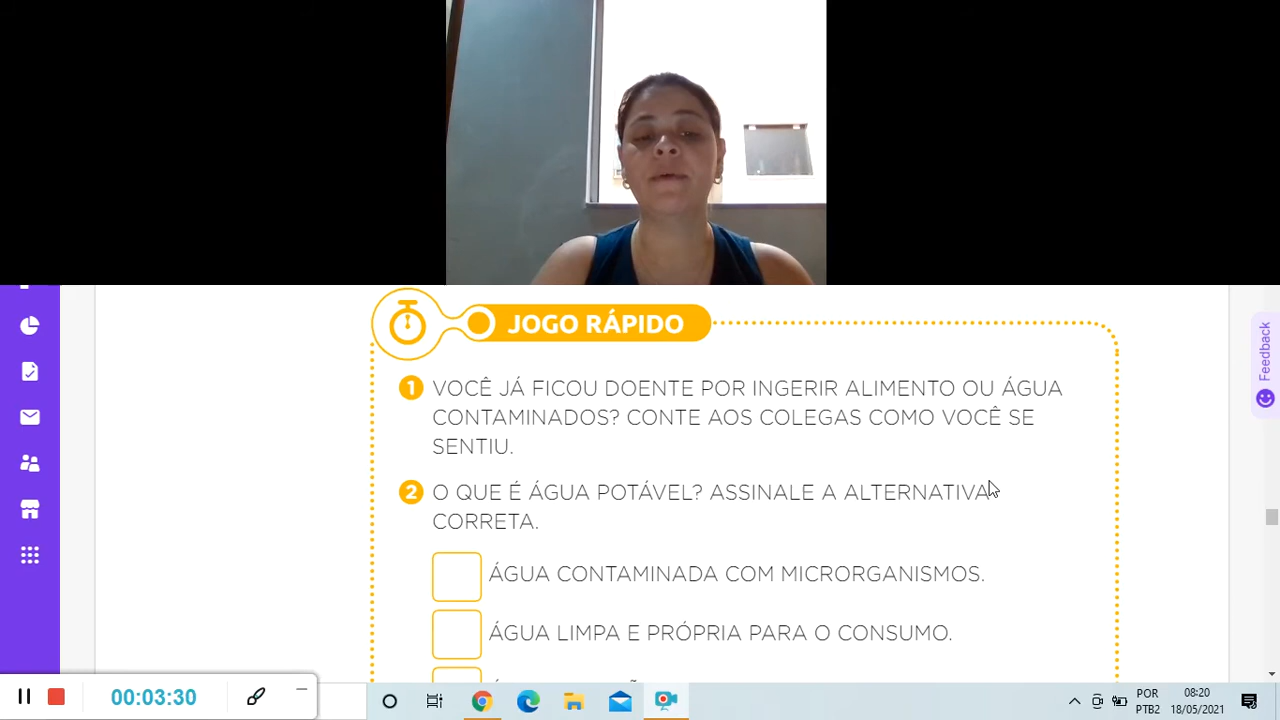 JOGO RÁPIDO
1 VOCÊ JÁ FICOU DOENTE POR INGERIR ALIMENTO OU ÁGUA
CONTAMINADOS? CONTE AOS COLEGAS COMO VOCÊ SE
SENTIU.
2 O QUE É ÁGUA POTÁVEL? ASSINALE A ALTERNATIVA
CORRETA.
ÁGUA CONTAMINADA COM MICRORGANISMOS.
ÁGUA LIMPA E PRÓPRIA PARA O CONSUMO.
Feedback
00:03:30
POR
PTB2
08:20
18/05/2021